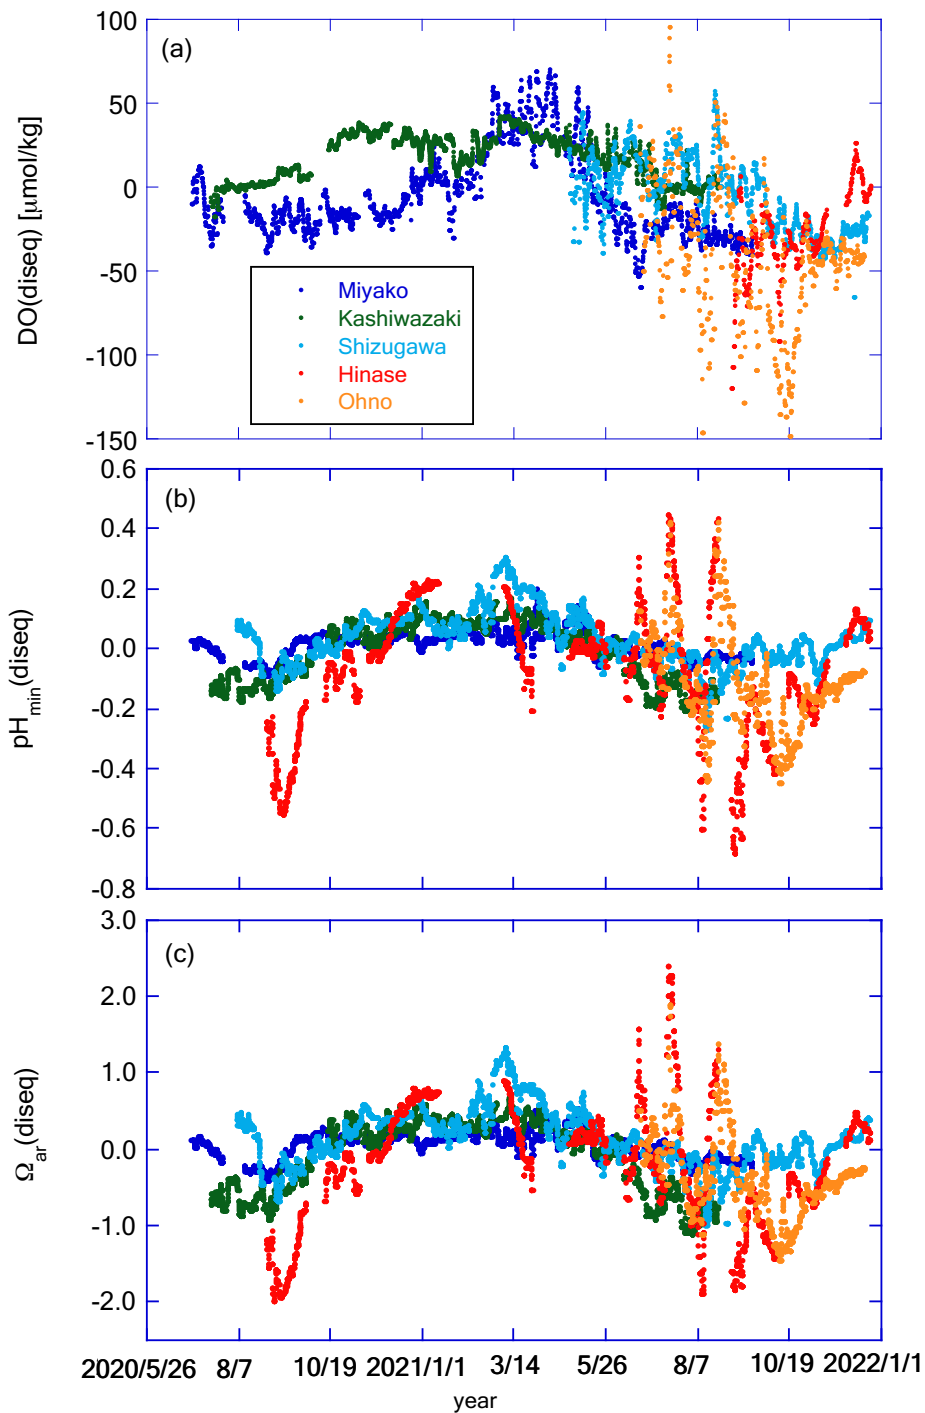 (a)
100
50
0
-50
-100
-150
DO(diseq) [μmol/kg]
Miyako
Kashiwazaki
Shizugawa
Hinase
Ohno
(b)
0.6
0.4
0.2
0.0
-0.2
-0.4
-0.6
-0.8
pHmin(diseq)
(c)
3.0
2.0
1.0
0.0
-1.0
-2.0
Ωar(diseq)
2020/5/26 8/7 10/19 2021/1/1 3/14 5/26 8/7 10/19 2022/1/1
year